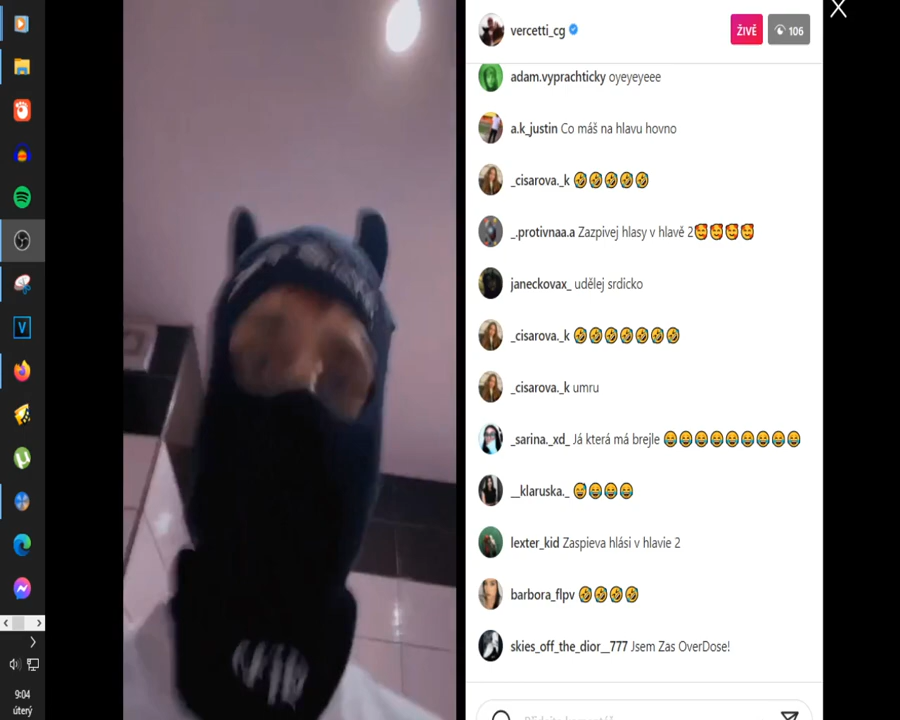 vercetti_cg
ŽIVĚ
106
adam.vyprachticky oyeyeyeee
a.k_justin Co máš na hlavu hovno
_cisarova._k 🤣🤣🤣🤣🤣
_.protivnaa.a Zazpivej hlasy v hlavě 2🥰🥰🥰🥰
janeckovax_ udělej srdicko
_cisarova._k 🤣🤣🤣🤣🤣🤣🤣
_cisarova._k umru
_sarina._xd_ Já která má brejle 😂😂😂😂😂😂😂😂😂
__klaruska._ 😅😂😂😂
lexter_kid Zaspieva hlási v hlavie 2
barbora_flpv 🤣🤣🤣🤣
skies_off_the_dior__777 Jsem Zas OverDose!
9:04
úterý